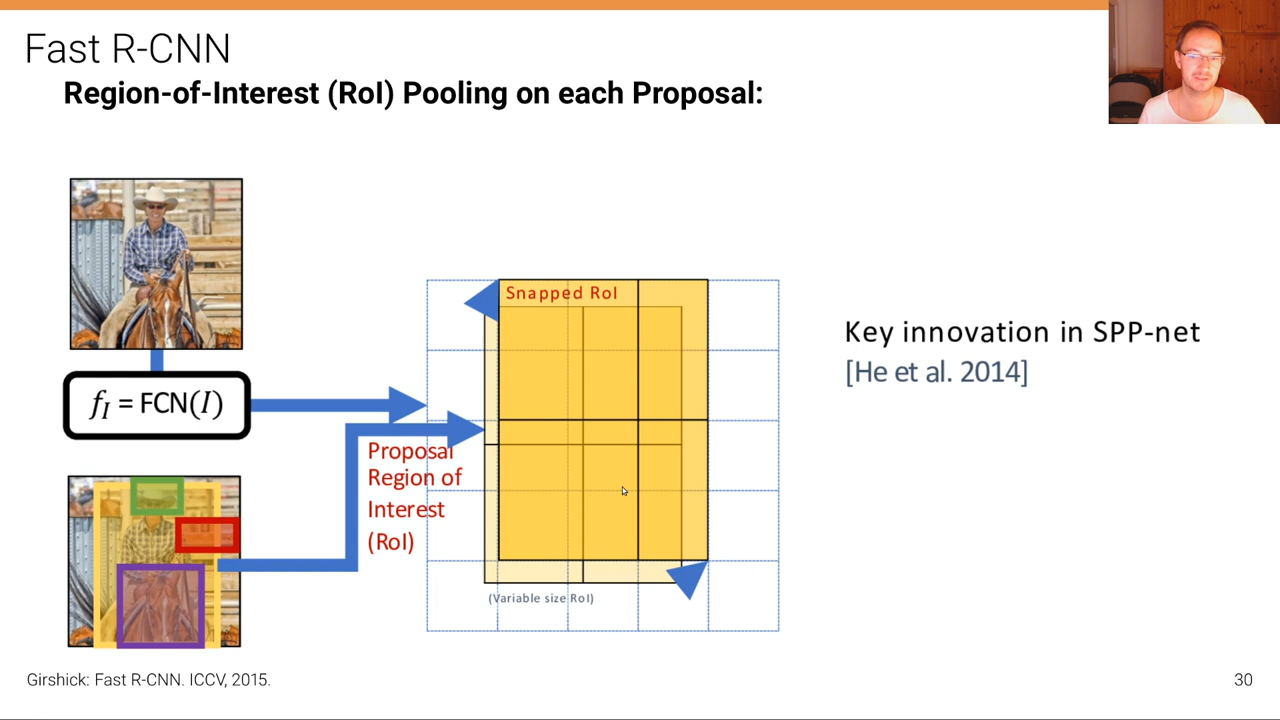 Fast R-CNN
Region-of-Interest (RoI) Pooling on each Proposal:
Snapped RoI
Key innovation in SPP-net
[He et al. 2014]
f_I = FCN(I)
Proposal
Region of
Interest
(RoI)
(Variable size RoI)
Girshick: Fast R-CNN. ICCV, 2015.
30